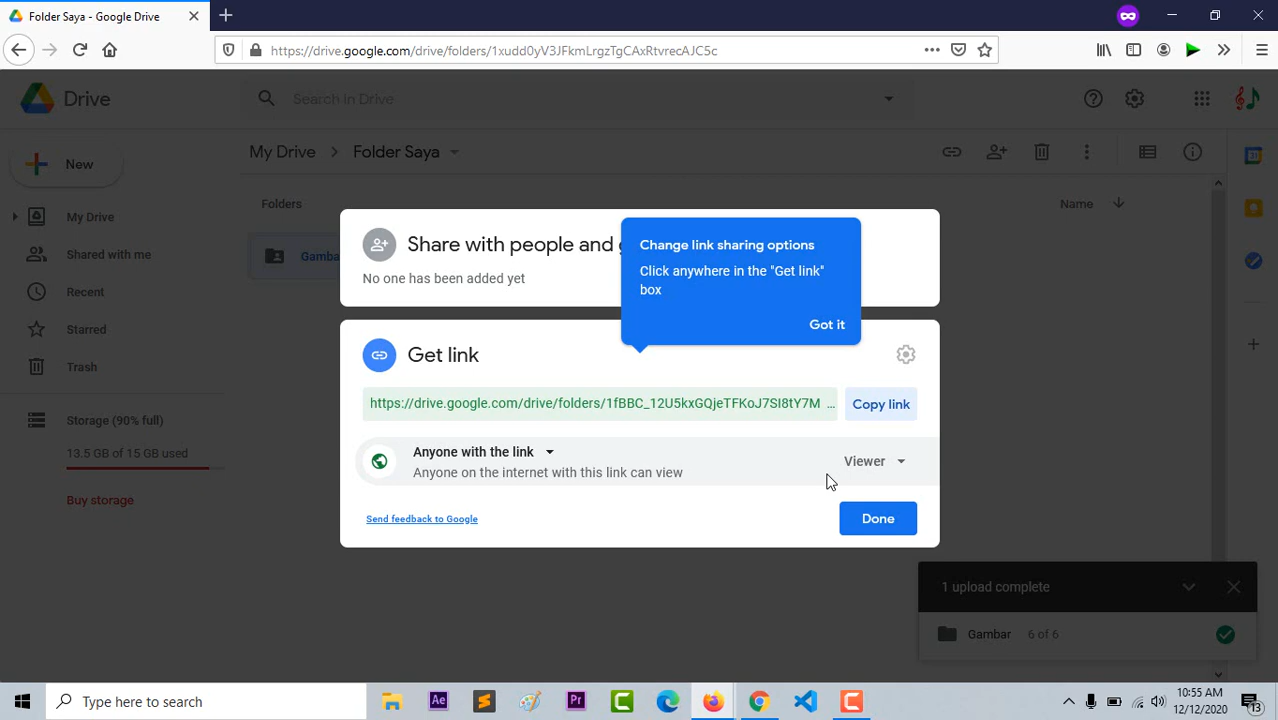 Folder Saya - Google Drive
https://drive.google.com/drive/folders/1xudd0yV3JFkmLrgzTgCAxRtvrecAJC5c
Drive
Search in Drive
New
My Drive
Folder Saya
My Drive
Shared with me
Recent
Starred
Trash
Storage (90% full)
13.5 GB of 15 GB used
Buy storage
Folders
Name
Gamba
Share with people and g
No one has been added yet
Change link sharing options
Click anywhere in the "Get link"
box
Got it
Get link
https://drive.google.com/drive/folders/1fBBC_12U5kxGQjeTFKoJ7SI8tY7M ...
Copy link
Anyone with the link
Anyone on the internet with this link can view
Viewer
Send feedback to Google
Done
1 upload complete
Gambar 6 of 6
Type here to search
Ae
Pr
10:55 AM
12/12/2020
13